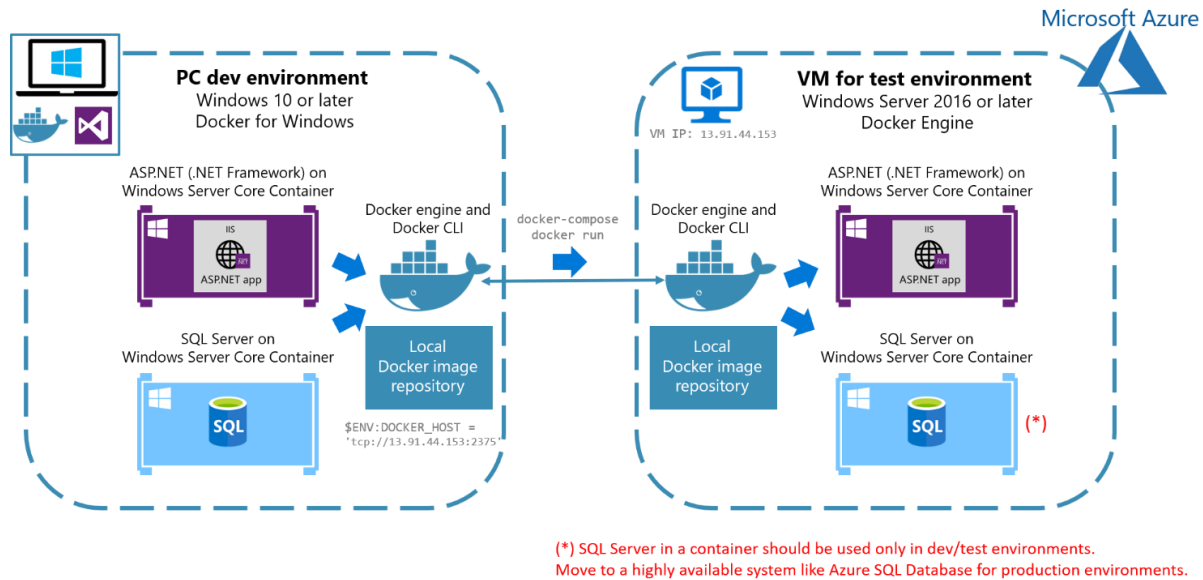 Microsoft Azure
PC dev environment
Windows 10 or later
Docker for Windows
VM for test environment
Windows Server 2016 or later
Docker Engine
VM IP: 13.91.44.153
ASP.NET (.NET Framework) on
Windows Server Core Container
IIS
.NET
ASP.NET app
Docker engine and
Docker CLI
docker-compose
docker run
Docker engine and
Docker CLI
ASP.NET (.NET Framework) on
Windows Server Core Container
IIS
.NET
ASP.NET app
SQL Server on
Windows Server Core Container
SQL
Local
Docker image
repository
$ENV:DOCKER_HOST =
'tcp://13.91.44.153:2375'
Local
Docker image
repository
SQL Server on
Windows Server Core Container
SQL
(*)
(*) SQL Server in a container should be used only in dev/test environments.
Move to a highly available system like Azure SQL Database for production environments.